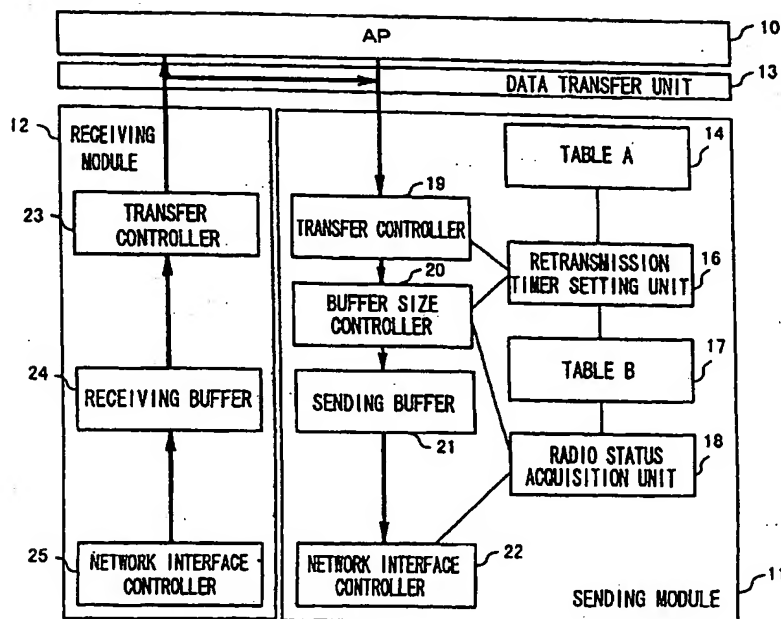 AP
10
DATA TRANSFER UNIT
13
12
RECEIVING
MODULE
23
TRANSFER
CONTROLLER
24
RECEIVING BUFFER
25
NETWORK INTERFACE
CONTROLLER
19
TRANSFER CONTROLLER
20
BUFFER SIZE
CONTROLLER
SENDING BUFFER
21
NETWORK INTERFACE
CONTROLLER
22
TABLE A
14
RETRANSMISSION
TIMER SETTING UNIT
16
TABLE B
17
RADIO STATUS
ACQUISITION UNIT
18
SENDING MODULE
11